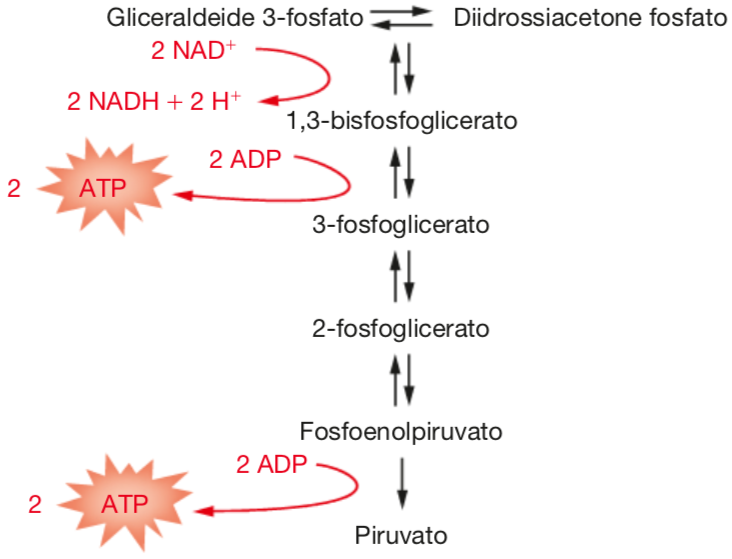 Gliceraldeide 3-fosfato Diidrossiacetone fosfato
2 NAD⁺
2 NADH + 2 H⁺
1,3-bisfosfoglicerato
2 ADP
2 ATP
3-fosfoglicerato
2-fosfoglicerato
Fosfoenolpiruvato
2 ADP
2 ATP
Piruvato